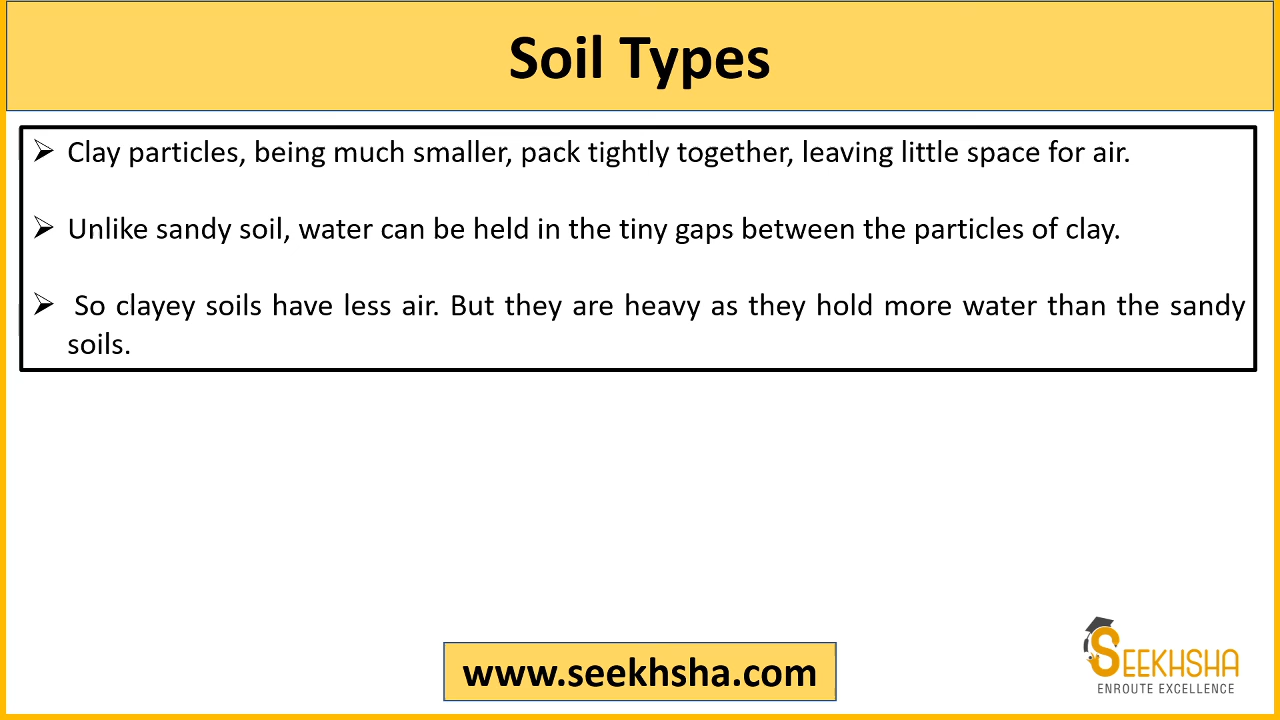 Soil Types
➢ Clay particles, being much smaller, pack tightly together, leaving little space for air.
➢ Unlike sandy soil, water can be held in the tiny gaps between the particles of clay.
➢ So clayey soils have less air. But they are heavy as they hold more water than the sandy
soils.
www.seekhsha.com
SEEKHSHA
ENROUTE EXCELLENCE